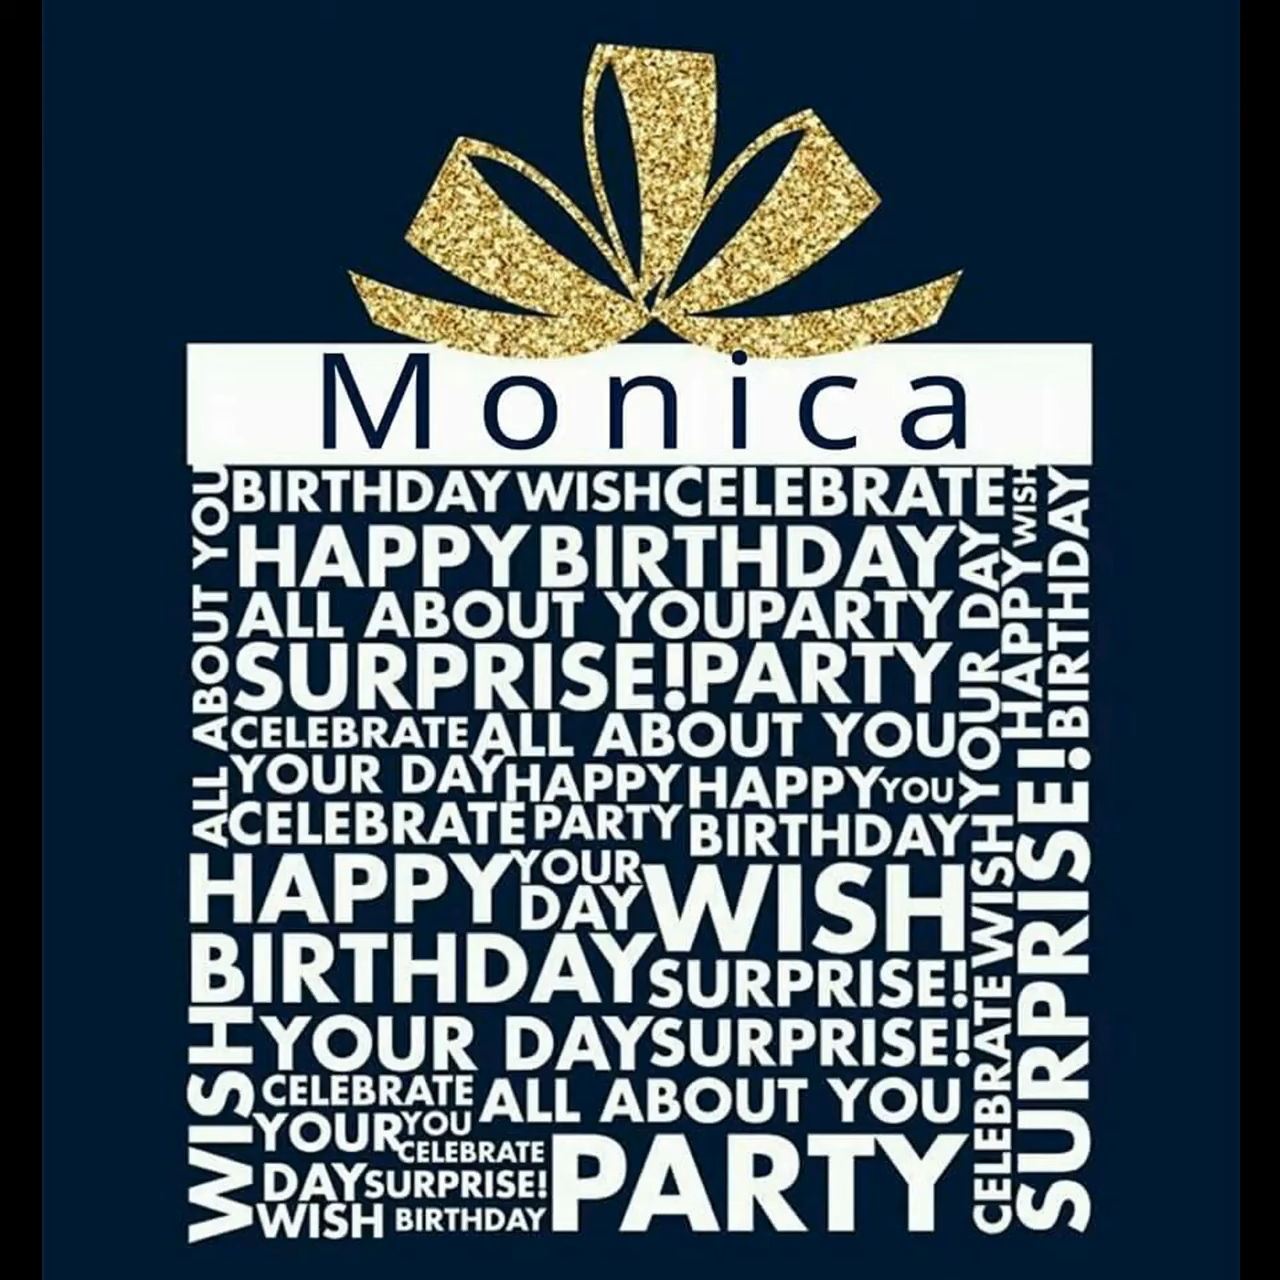 Monica
BIRTHDAY WISH CELEBRATE
HAPPY BIRTHDAY
ALL ABOUT YOU PARTY
SURPRISE! PARTY
CELEBRATE ALL ABOUT YOU
YOUR DAY HAPPY HAPPY YOU
CELEBRATE PARTY BIRTHDAY
HAPPY YOUR DAY WISH
BIRTHDAY SURPRISE!
YOUR DAY SURPRISE!
CELEBRATE ALL ABOUT YOU
YOUR YOU
CELEBRATE
DAY SURPRISE! PARTY
WISH BIRTHDAY
ALL ABOUT YOU
ALL
WISH
YOUR DAY
WISH
CELEBRATE
HAPPY WISH
SURPRISE!
BIRTHDAY